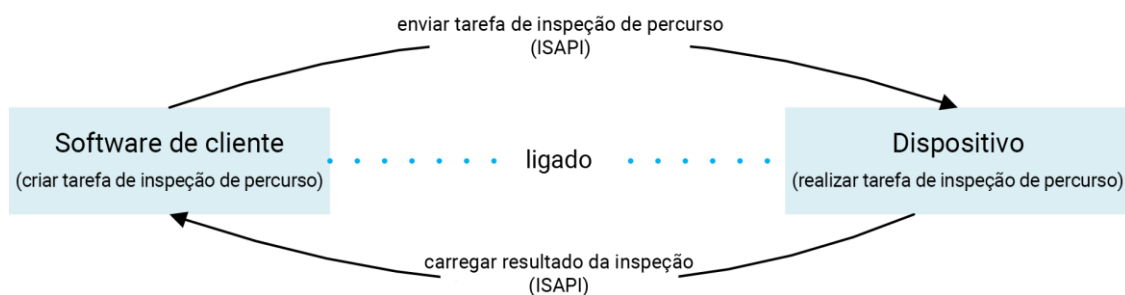 enviar tarefa de inspeção de percurso
(ISAPI)
Software de cliente
(criar tarefa de inspeção de percurso)
ligado
Dispositivo
(realizar tarefa de inspeção de percurso)
carregar resultado da inspeção
(ISAPI)